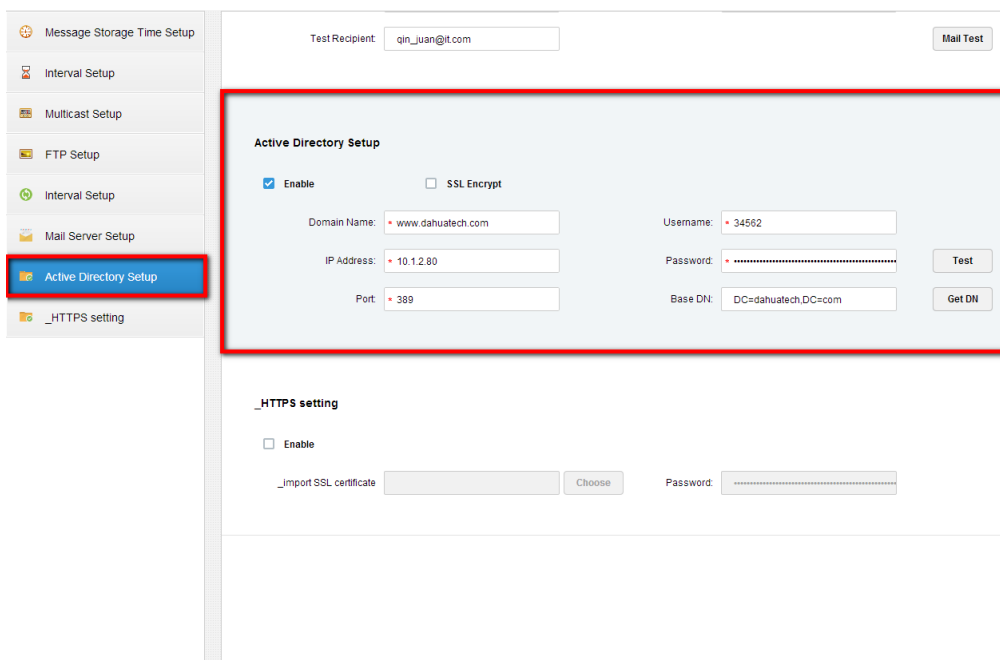 Message Storage Time Setup
Interval Setup
Multicast Setup
FTP Setup
Interval Setup
Mail Server Setup
Active Directory Setup
_HTTPS setting
Test Recipient: qin_juan@it.com Mail Test
Active Directory Setup
Enable SSL Encrypt
Domain Name: * www.dahuatech.com Username: * 34562
IP Address: * 10.1.2.80 Password: * Test
Port: * 389 Base DN: DC=dahuatech,DC=com Get DN
_HTTPS setting
Enable
_import SSL certificate Choose Password: